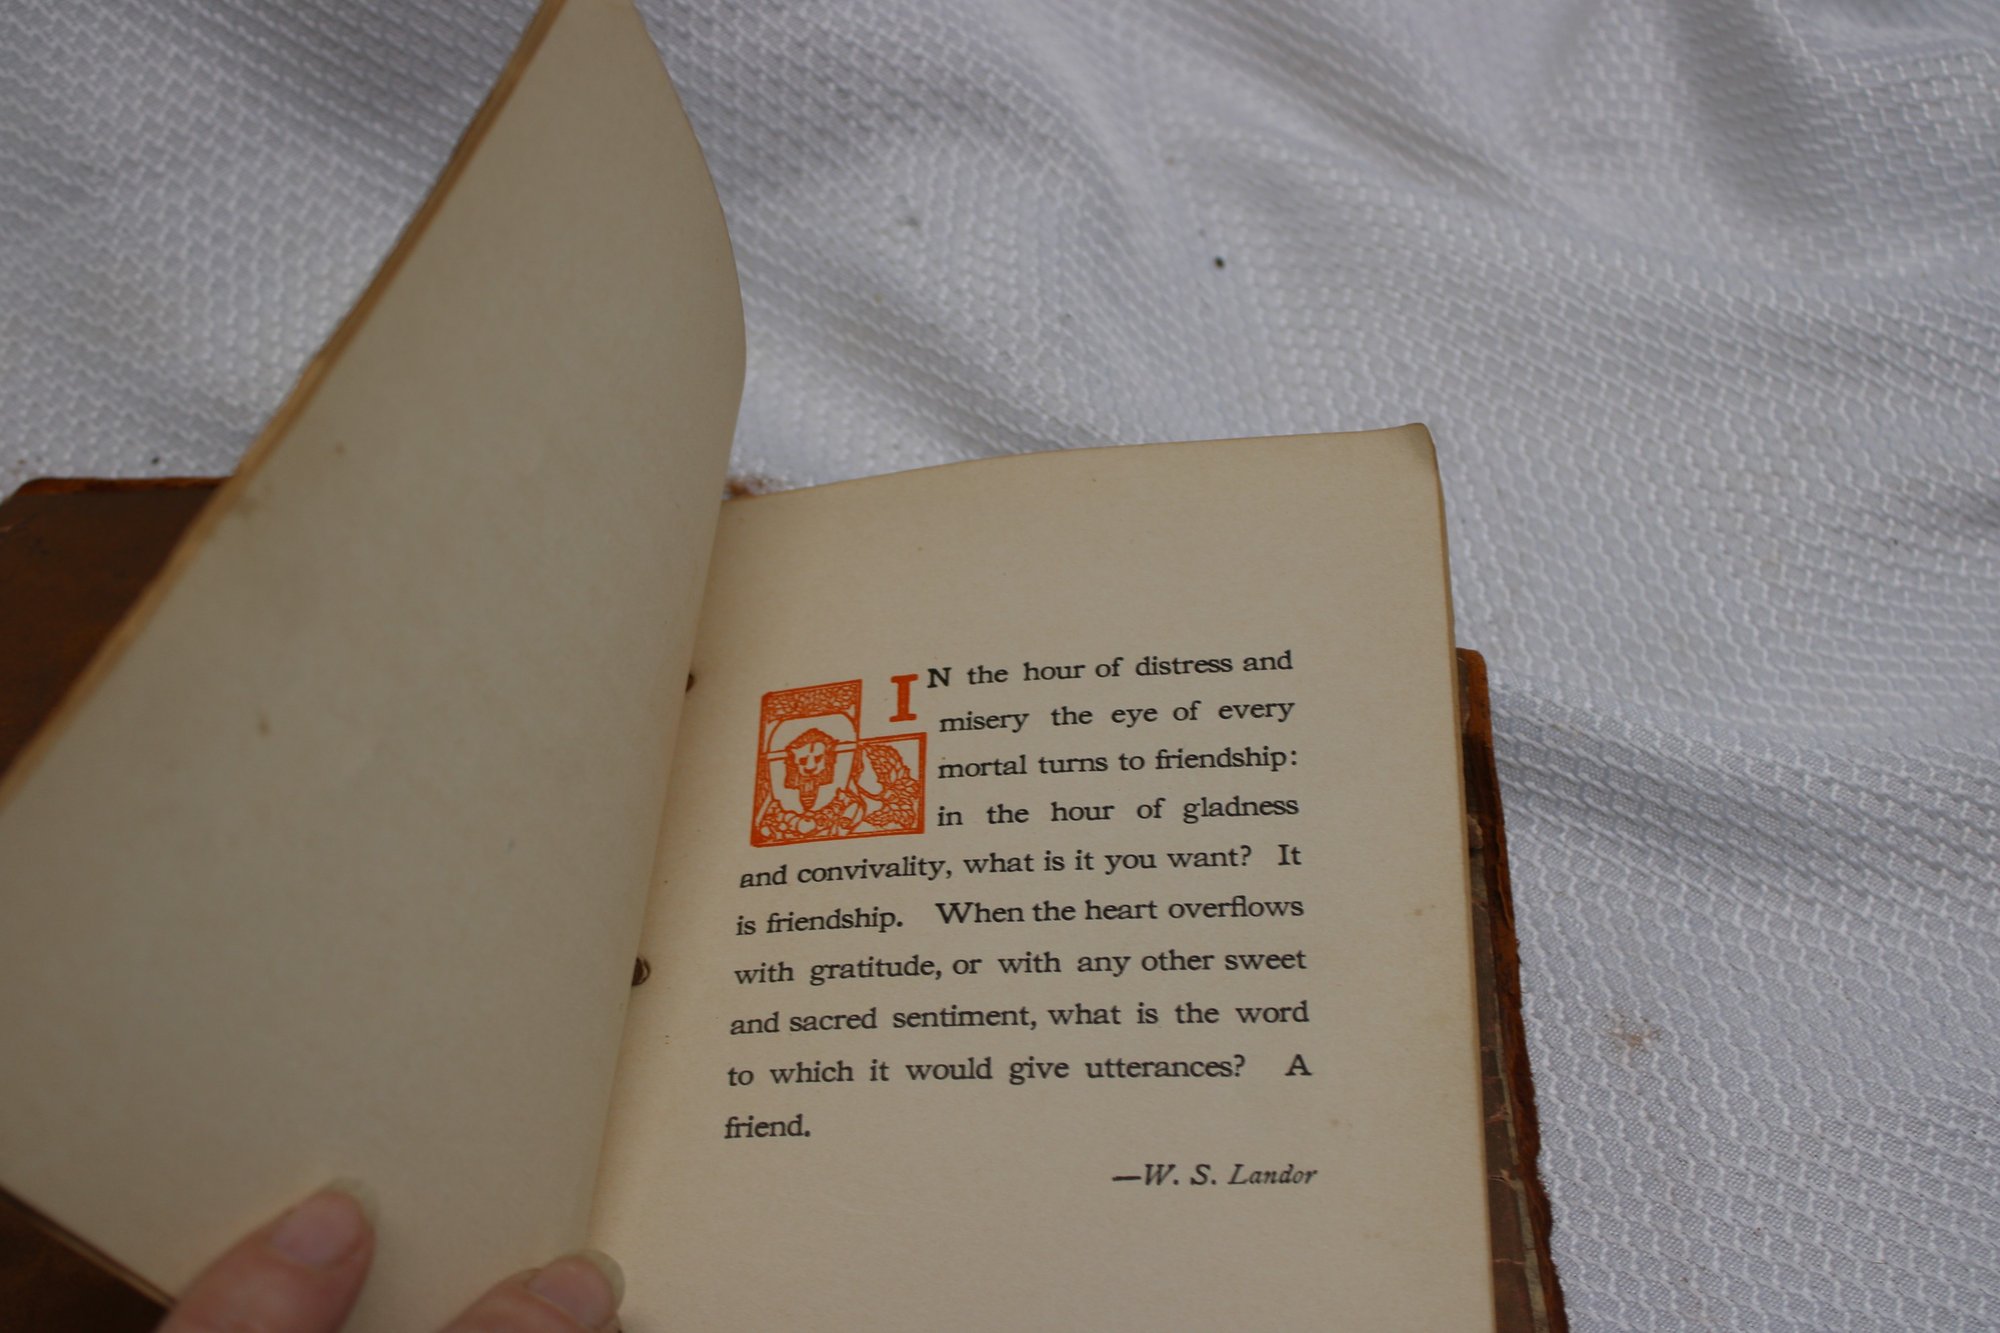 IN the hour of distress and
misery the eye of every
mortal turns to friendship:
in the hour of gladness
and convivality, what is it you want? It
is friendship. When the heart overflows
with gratitude, or with any other sweet
and sacred sentiment, what is the word
to which it would give utterances? A
friend.
—W. S. Landor